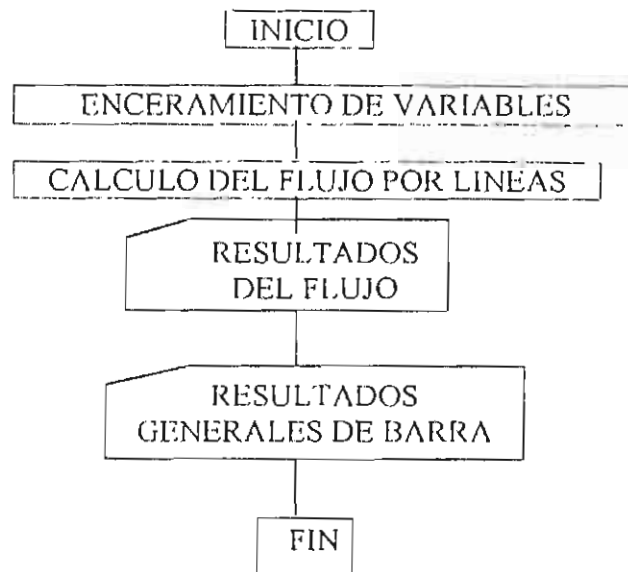 INICIO
ENCERAMIENTO DE VARIABLES
CALCULO DEL FLUJO POR LINEAS
RESULTADOS
DEL FLUJO
RESULTADOS
GENERALES DE BARRA
FIN